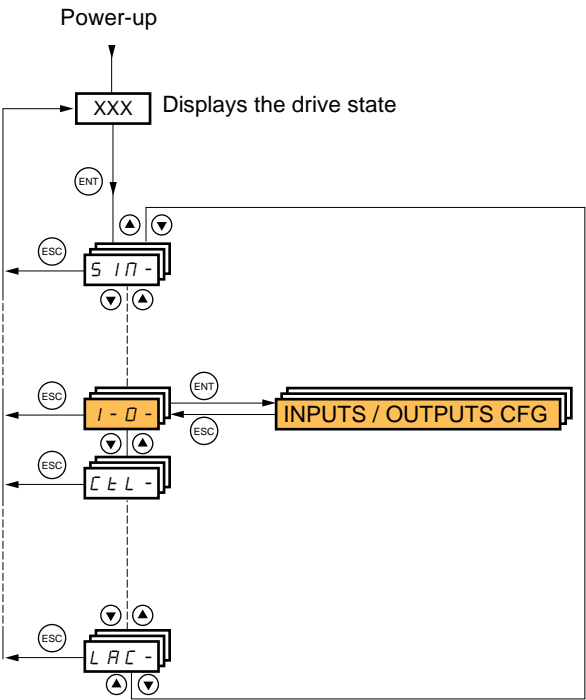 Power-up
XXX Displays the drive state
ENT
ESC
SIM-
ESC
I-O-
ENT
INPUTS / OUTPUTS CFG
ESC
ESC
CtL-
ESC
LAC-